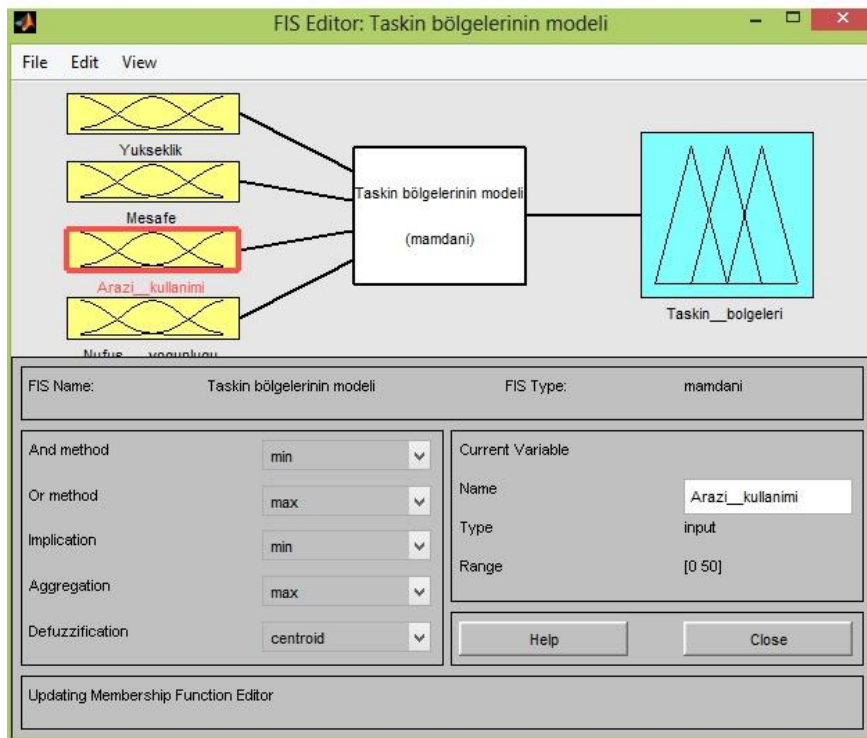 FIS Editor: Taskin bölgelerinin modeli
File Edit View
Yukseklik
Mesafe
Arazi__kullanimi
Nufus__yogunlugu
Taskin bölgelerinin modeli
(mamdani)
Taskin__bolgeleri
FIS Name: Taskin bölgelerinin modeli FIS Type: mamdani
And method min
Or method max
Implication min
Aggregation max
Defuzzification centroid
Current Variable
Name Arazi__kullanimi
Type input
Range [0 50]
Help Close
Updating Membership Function Editor